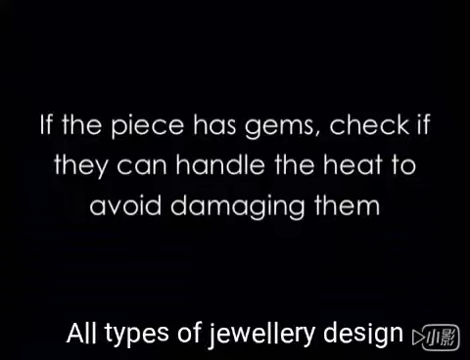 If the piece has gems, check if
they can handle the heat to
avoid damaging them
All types of jewellery design
小影